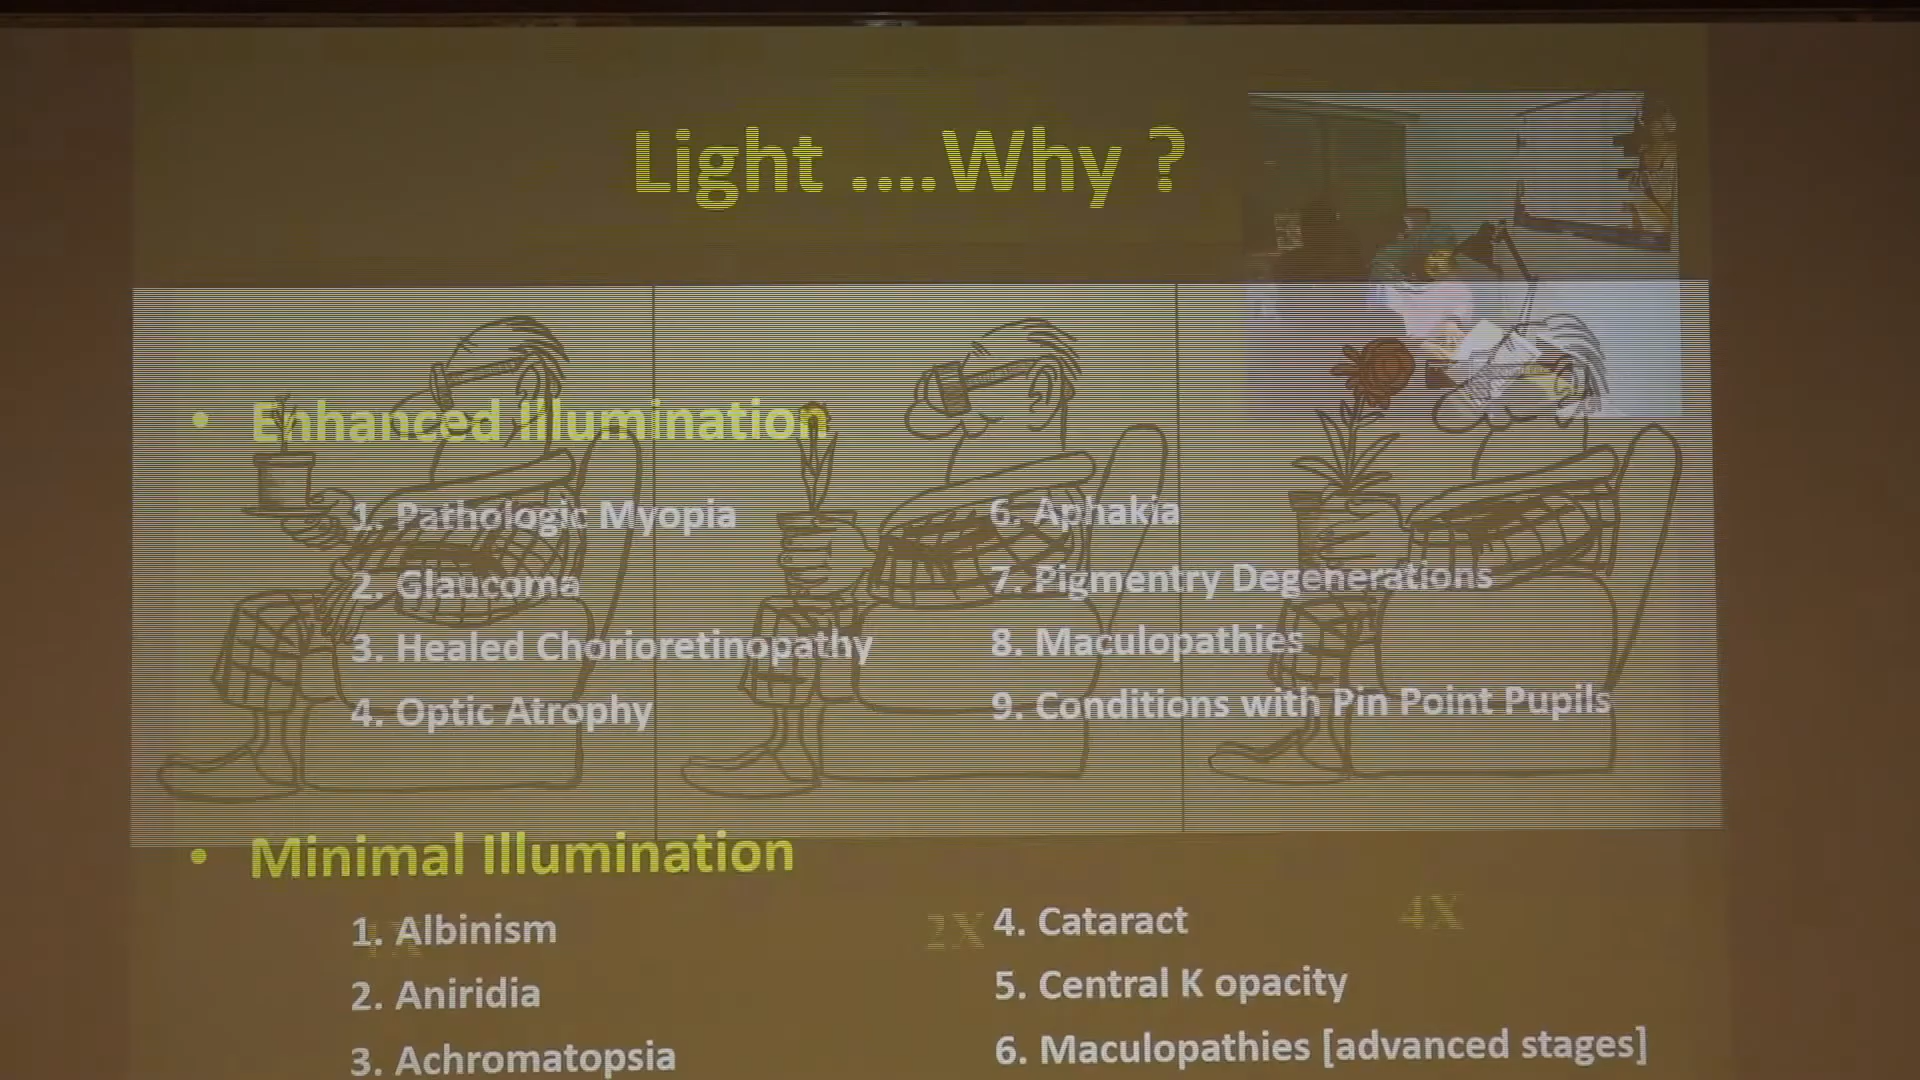 Light ....Why ?
• Enhanced Illumination
1. Pathologic Myopia
2. Glaucoma
3. Healed Chorioretinopathy
4. Optic Atrophy
6. Aphakia
7. Pigmentry Degenerations
8. Maculopathies
9. Conditions with Pin Point Pupils
• Minimal Illumination
1. Albinism
2. Aniridia
3. Achromatopsia
4. Cataract
5. Central K opacity
6. Maculopathies [advanced stages]
2X
4X